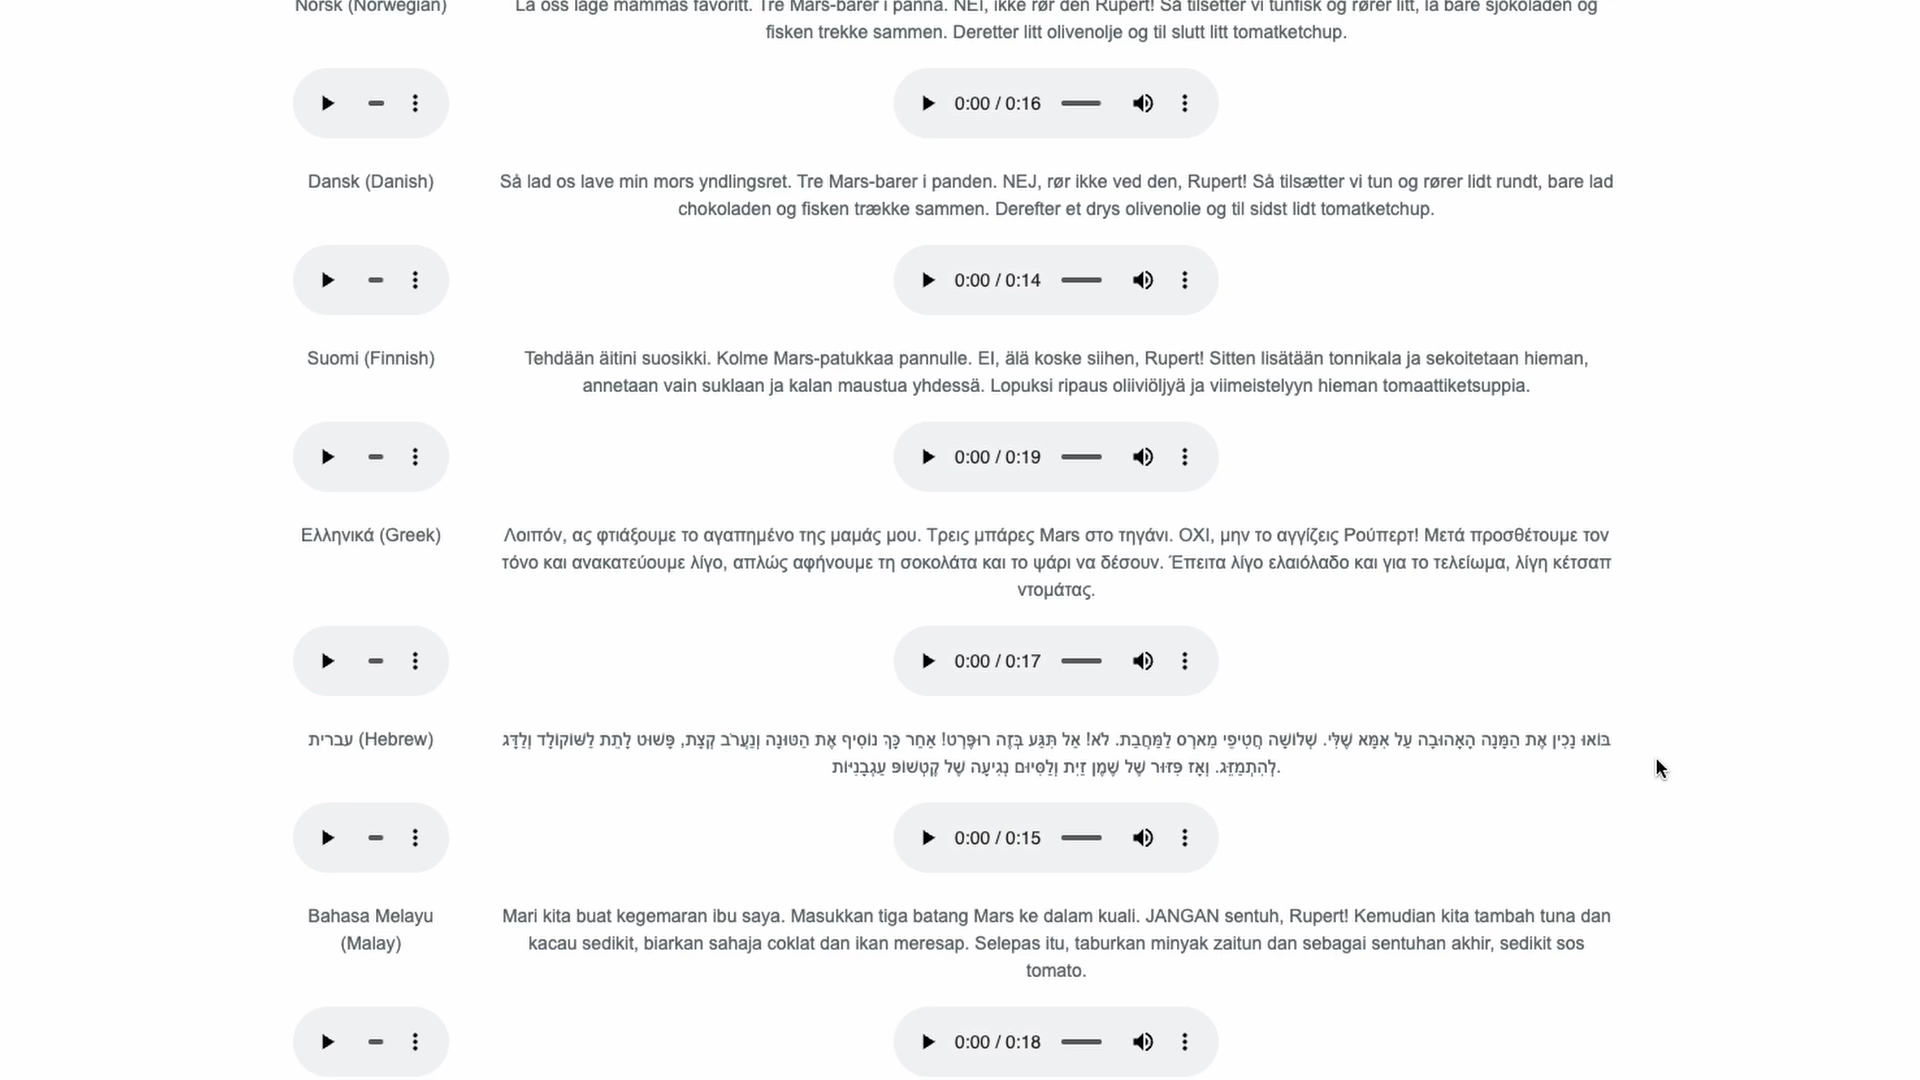 Norsk (Norwegian)
La oss lage mammas favoritt. Tre Mars-barer i panna. NEI, ikke rør den Rupert! Så tilsetter vi tunfisk og rører litt, la bare sjokoladen og
fisken trekke sammen. Deretter litt olivenolje og til slutt litt tomatketchup.
0:00 / 0:16
Dansk (Danish)
Så lad os lave min mors yndlingsret. Tre Mars-barer i panden. NEJ, rør ikke ved den, Rupert! Så tilsætter vi tun og rører lidt rundt, bare lad
chokoladen og fisken trække sammen. Derefter et drys olivenolie og til sidst lidt tomatketchup.
0:00 / 0:14
Suomi (Finnish)
Tehdään äitini suosikki. Kolme Mars-patukkaa pannulle. EI, älä koske siihen, Rupert! Sitten lisätään tonnikala ja sekoitetaan hieman,
annetaan vain suklaan ja kalan maustua yhdessä. Lopuksi ripaus oliiviöljyä ja viimeistelyyn hieman tomaattiketsuppia.
0:00 / 0:19
Ελληνικά (Greek)
Λοιπόν, ας φτιάξουμε το αγαπημένο της μαμάς μου. Τρεις μπάρες Mars στο τηγάνι. ΟΧΙ, μην το αγγίζεις Ρούπερτ! Μετά προσθέτουμε τον
τόνο και ανακατεύουμε λίγο, απλώς αφήνουμε τη σοκολάτα και το ψάρι να δέσουν. Έπειτα λίγο ελαιόλαδο και για το τελείωμα, λίγη κέτσαπ
ντομάτας.
0:00 / 0:17
עברית (Hebrew)
בּוֹאוּ נָכִין אֶת הַמָּנָה הָאֲהוּבָה עַל אִמָּא שֶׁלִּי. שְׁלוֹשָׁה חֲטִיפֵי מַארְס לַמַּחֲבַת. לֹא! אַל תִּגַּע בְּזֶה רוּפֶּרְט! אַחַר כָּךְ נוֹסִיף אֶת הַטּוּנָה וְנְעַרְבֵּב קְצָת, פָּשׁוּט לָתֵת לַשּׁוֹקוֹלָד וְלַדָּג
לְהִתְמַזֵּג. וְאָז פִּזּוּר שֶׁל שֶׁמֶן זַיִת וְלַסִּיּוּם נְגִיעָה שֶׁל קֶטְשׁוֹפּ עַגְבָנִיּוֹת.
0:00 / 0:15
Bahasa Melayu
(Malay)
Mari kita buat kegemaran ibu saya. Masukkan tiga batang Mars ke dalam kuali. JANGAN sentuh, Rupert! Kemudian kita tambah tuna dan
kacau sedikit, biarkan sahaja coklat dan ikan meresap. Selepas itu, taburkan minyak zaitun dan sebagai sentuhan akhir, sedikit sos
tomato.
0:00 / 0:18